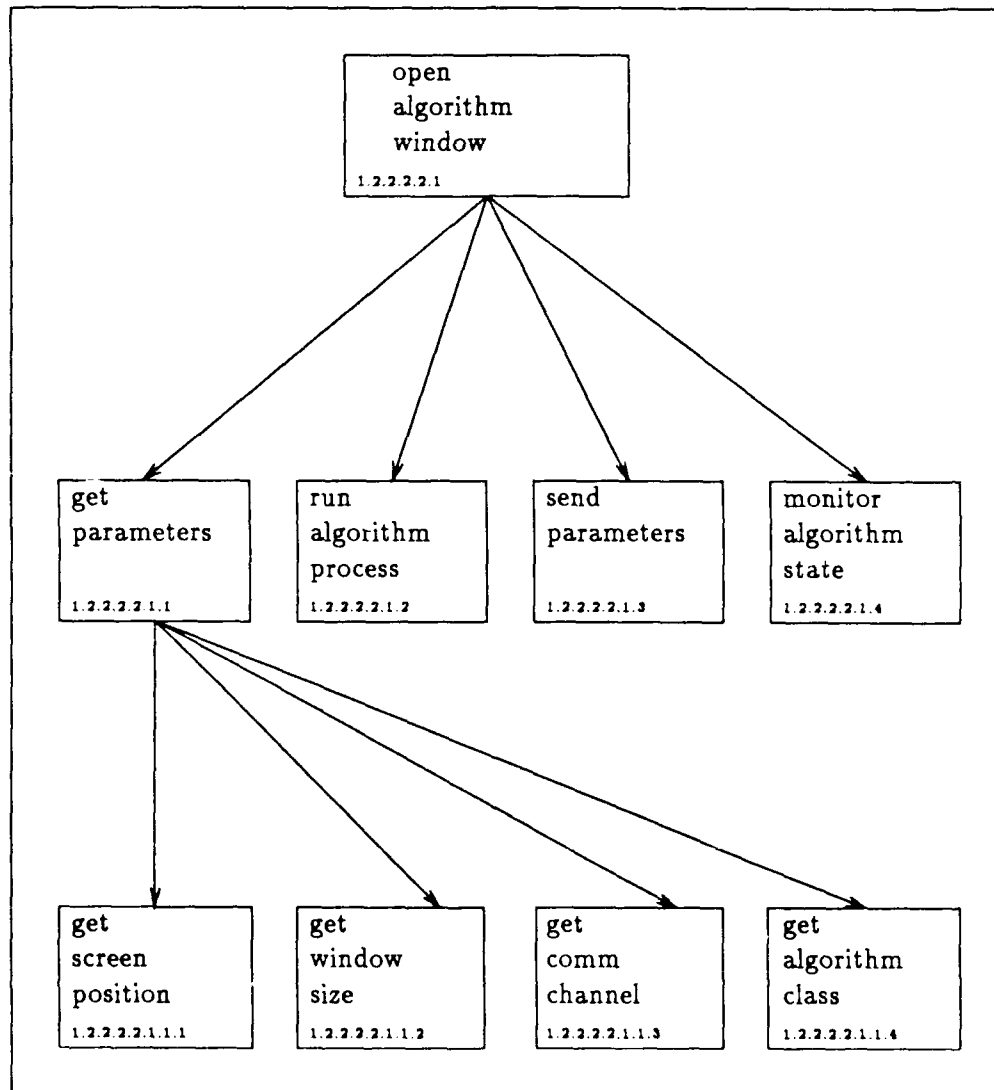 open
algorithm
window
1.2.2.2.2.1
get
parameters
1.2.2.2.2.1.1
run
algorithm
process
1.2.2.2.2.1.2
send
parameters
1.2.2.2.2.1.3
monitor
algorithm
state
1.2.2.2.2.1.4
get
screen
position
1.2.2.2.2.1.1.1
get
window
size
1.2.2.2.2.1.1.2
get
comm
channel
1.2.2.2.2.1.1.3
get
algorithm
class
1.2.2.2.2.1.1.4